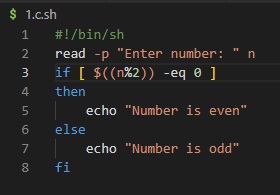 $ 1.c.sh
1 #!/bin/sh
2 read -p "Enter number: " n
3 if [ $((n%2)) -eq 0 ]
4 then
5     echo "Number is even"
6 else
7     echo "Number is odd"
8 fi